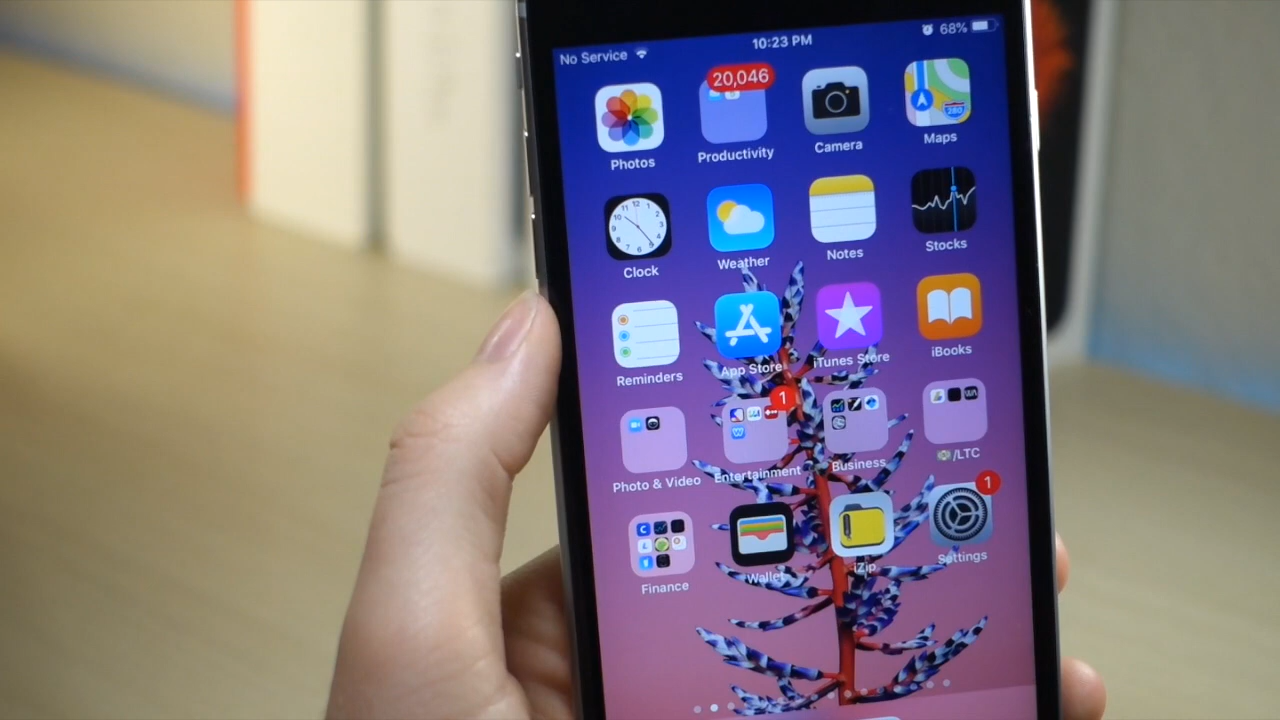 No Service 10:23 PM 68%
20,046
Photos Productivity Camera Maps
280
Clock Weather Notes Stocks
Reminders App Store iTunes Store iBooks
1
Photo & Video Entertainment Business 💵/LTC
1
Finance Wallet iZip Settings